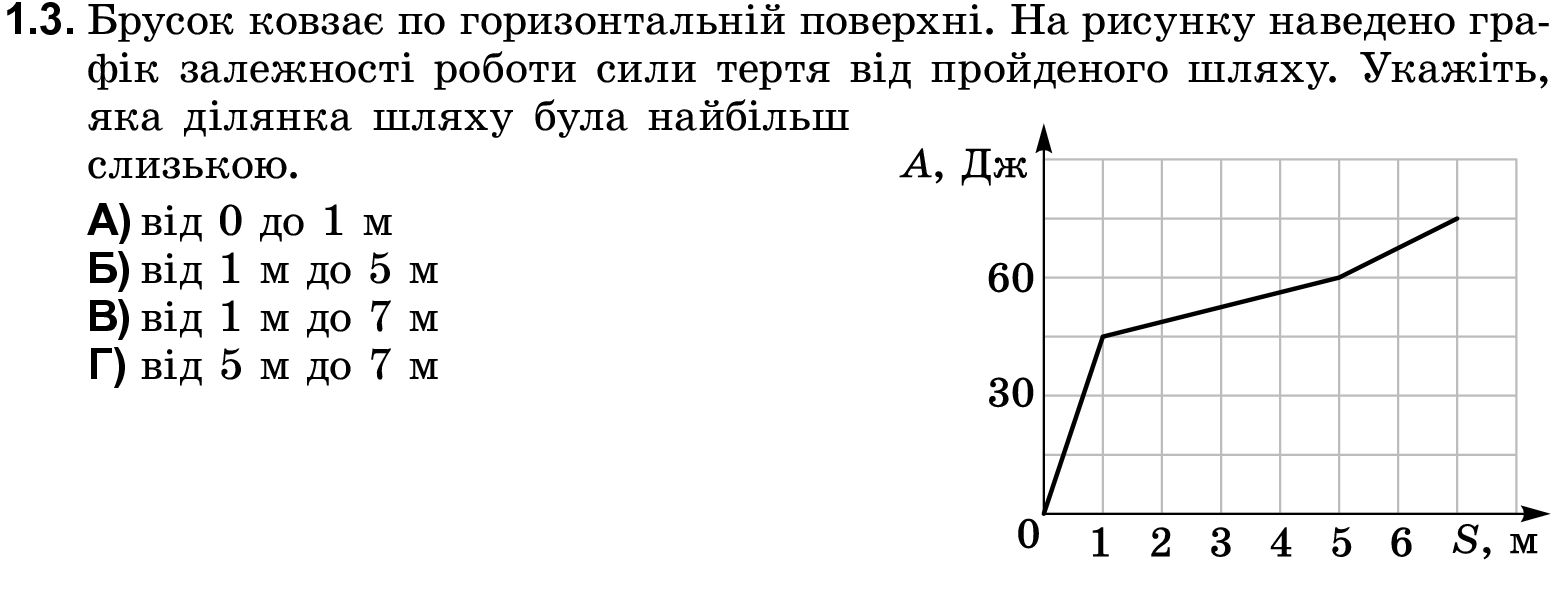 1.3. Брусок ковзає по горизонтальній поверхні. На рисунку наведено гра-
фік залежності роботи сили тертя від пройденого шляху. Укажіть,
яка ділянка шляху була найбільш
слизькою.
А) від 0 до 1 м
Б) від 1 м до 5 м
В) від 1 м до 7 м
Г) від 5 м до 7 м
A, Дж
60
30
0 1 2 3 4 5 6 S, м